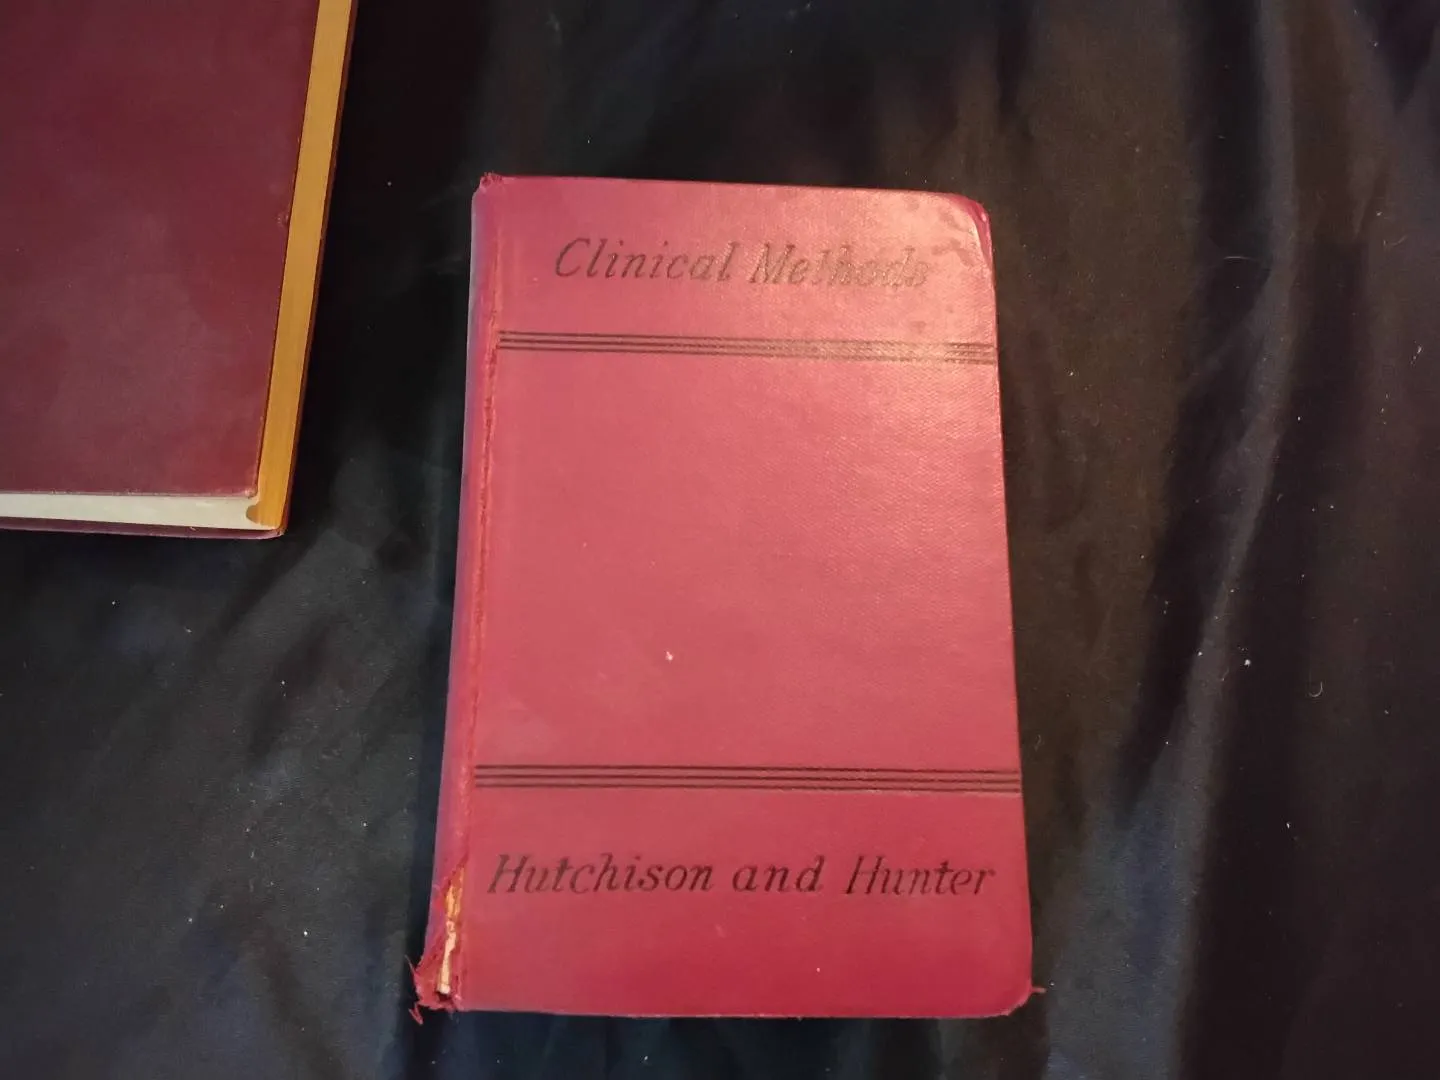 Clinical Methods
Hutchison and Hunter